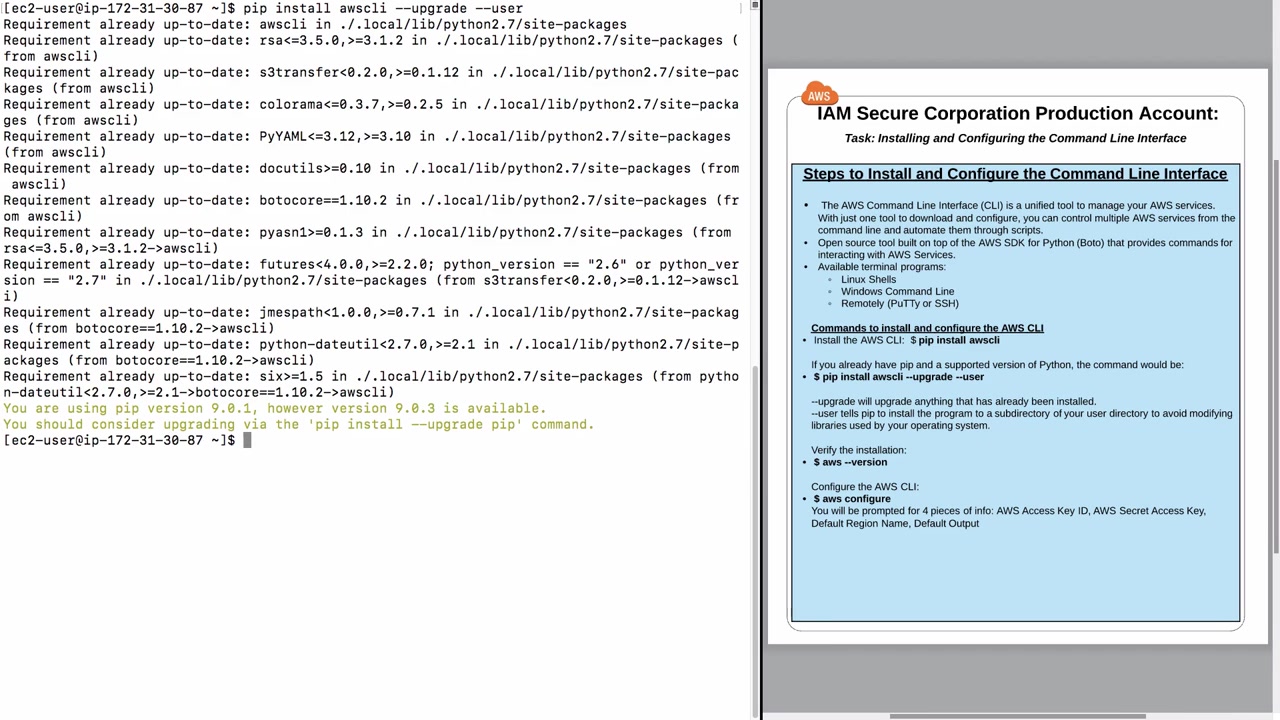 [ec2-user@ip-172-31-30-87 ~]$ pip install awscli --upgrade --user
Requirement already up-to-date: awscli in ./.local/lib/python2.7/site-packages
Requirement already up-to-date: rsa<=3.5.0,>=3.1.2 in ./.local/lib/python2.7/site-packages (
from awscli)
Requirement already up-to-date: s3transfer<0.2.0,>=0.1.12 in ./.local/lib/python2.7/site-pac
kages (from awscli)
Requirement already up-to-date: colorama<=0.3.7,>=0.2.5 in ./.local/lib/python2.7/site-packa
ges (from awscli)
Requirement already up-to-date: PyYAML<=3.12,>=3.10 in ./.local/lib/python2.7/site-packages
(from awscli)
Requirement already up-to-date: docutils>=0.10 in ./.local/lib/python2.7/site-packages (from
 awscli)
Requirement already up-to-date: botocore==1.10.2 in ./.local/lib/python2.7/site-packages (fr
om awscli)
Requirement already up-to-date: pyasn1>=0.1.3 in ./.local/lib/python2.7/site-packages (from
rsa<=3.5.0,>=3.1.2->awscli)
Requirement already up-to-date: futures<4.0.0,>=2.2.0; python_version == "2.6" or python_ver
sion == "2.7" in ./.local/lib/python2.7/site-packages (from s3transfer<0.2.0,>=0.1.12->awscl
i)
Requirement already up-to-date: jmespath<1.0.0,>=0.7.1 in ./.local/lib/python2.7/site-packag
es (from botocore==1.10.2->awscli)
Requirement already up-to-date: python-dateutil<2.7.0,>=2.1 in ./.local/lib/python2.7/site-p
ackages (from botocore==1.10.2->awscli)
Requirement already up-to-date: six>=1.5 in ./.local/lib/python2.7/site-packages (from pytho
n-dateutil<2.7.0,>=2.1->botocore==1.10.2->awscli)
You are using pip version 9.0.1, however version 9.0.3 is available.
You should consider upgrading via the 'pip install --upgrade pip' command.
[ec2-user@ip-172-31-30-87 ~]$
AWS
IAM Secure Corporation Production Account:
Task: Installing and Configuring the Command Line Interface
Steps to Install and Configure the Command Line Interface
• The AWS Command Line Interface (CLI) is a unified tool to manage your AWS services.
With just one tool to download and configure, you can control multiple AWS services from the
command line and automate them through scripts.
• Open source tool built on top of the AWS SDK for Python (Boto) that provides commands for
interacting with AWS Services.
• Available terminal programs:
◦ Linux Shells
◦ Windows Command Line
◦ Remotely (PuTTy or SSH)
Commands to install and configure the AWS CLI
• Install the AWS CLI: $ pip install awscli
If you already have pip and a supported version of Python, the command would be:
• $ pip install awscli --upgrade --user
--upgrade will upgrade anything that has already been installed.
--user tells pip to install the program to a subdirectory of your user directory to avoid modifying
libraries used by your operating system.
Verify the installation:
• $ aws --version
Configure the AWS CLI:
• $ aws configure
You will be prompted for 4 pieces of info: AWS Access Key ID, AWS Secret Access Key,
Default Region Name, Default Output